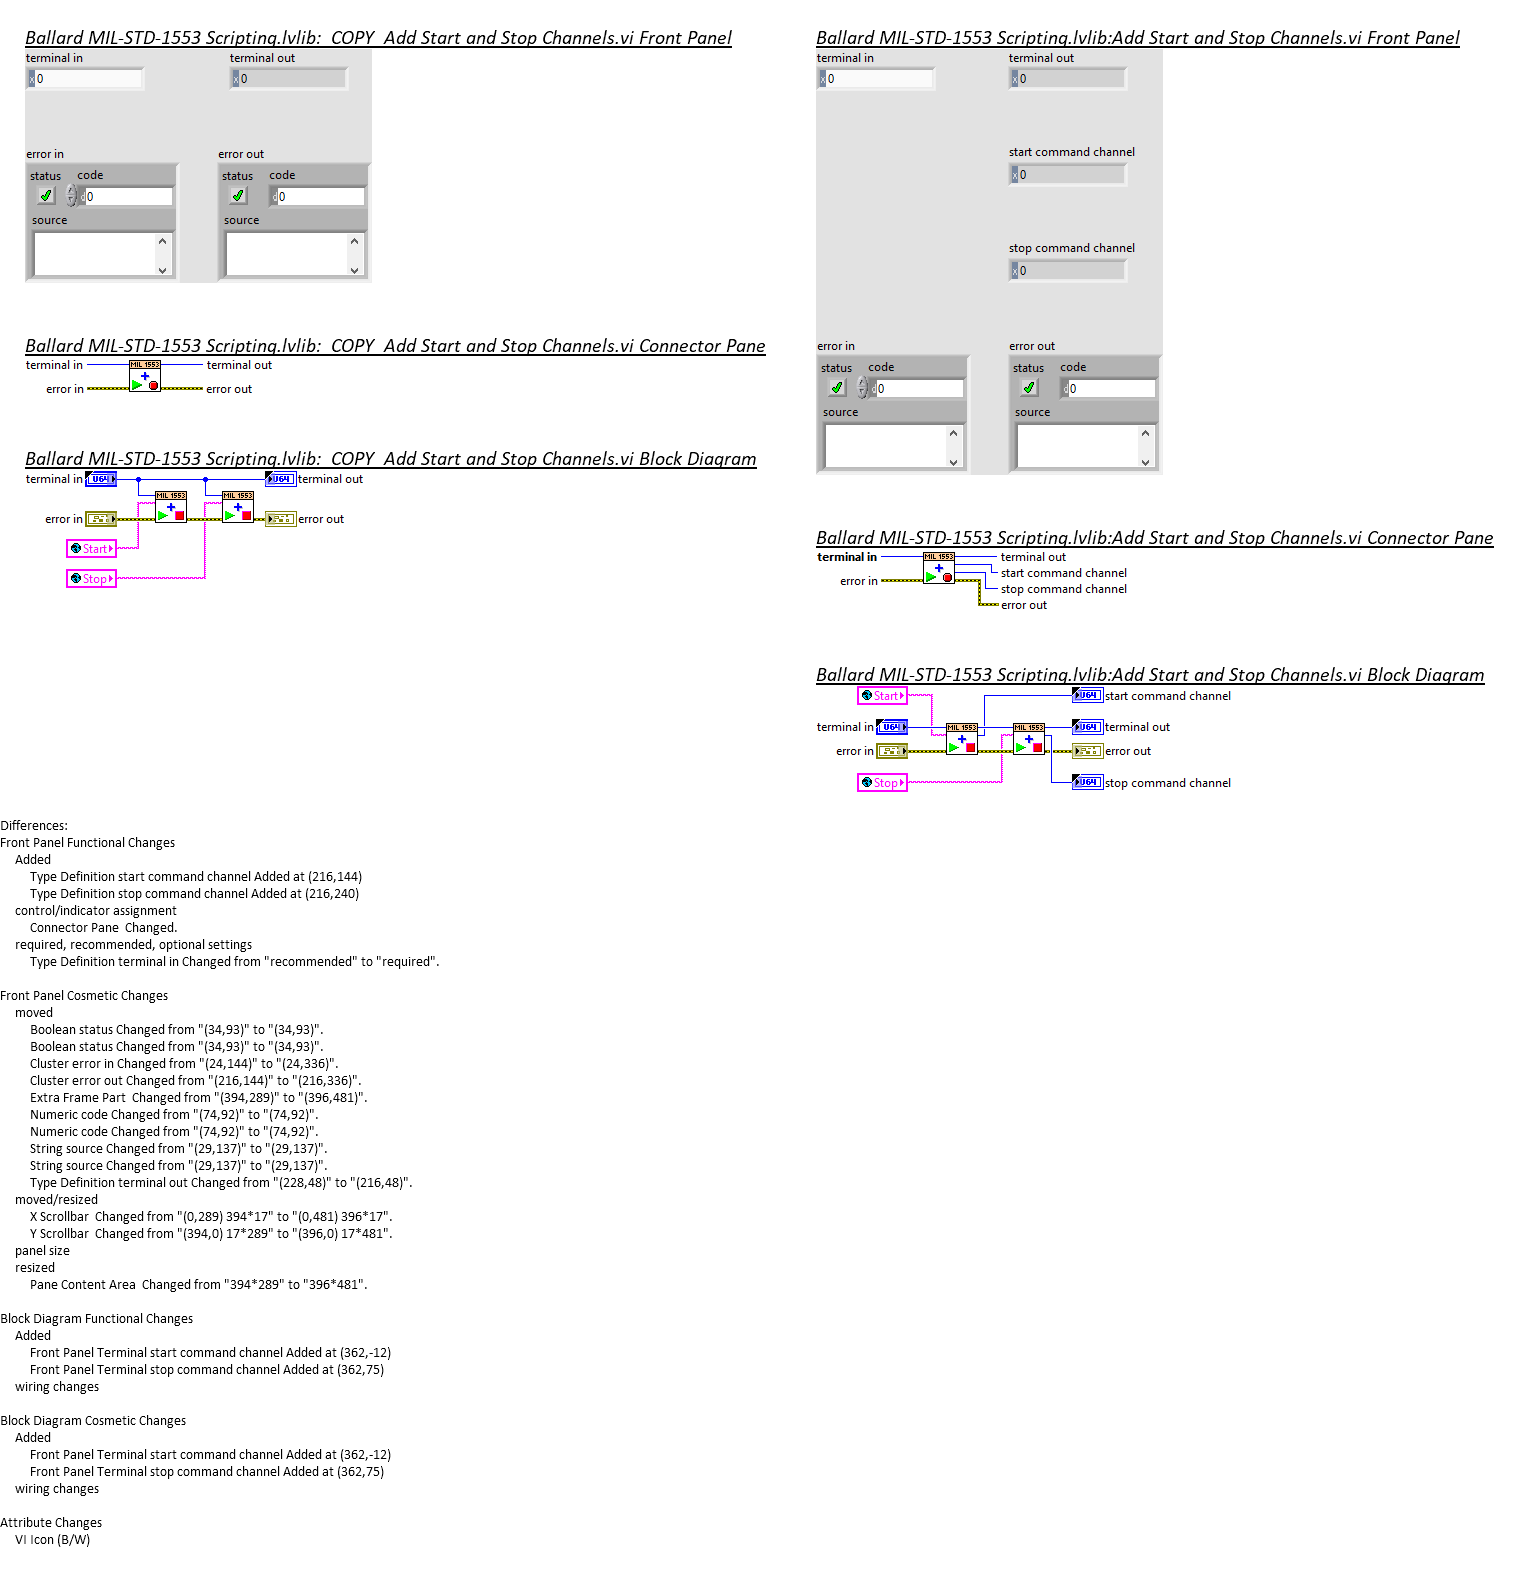 Ballard MIL-STD-1553 Scripting.lvlib:  COPY  Add Start and Stop Channels.vi Front Panel
terminal in
terminal out
x 0
x 0
error in
error out
status
code
status
code
d 0
d 0
source
source
Ballard MIL-STD-1553 Scripting.lvlib:  COPY  Add Start and Stop Channels.vi Connector Pane
terminal in
MIL 1553
terminal out
error in
error out
Ballard MIL-STD-1553 Scripting.lvlib:  COPY  Add Start and Stop Channels.vi Block Diagram
terminal in
U64
U64
terminal out
MIL 1553
MIL 1553
error in
error out
Start
Stop
Ballard MIL-STD-1553 Scripting.lvlib:Add Start and Stop Channels.vi Front Panel
terminal in
terminal out
x 0
x 0
start command channel
x 0
stop command channel
x 0
error in
error out
status
code
status
code
d 0
d 0
source
source
Ballard MIL-STD-1553 Scripting.lvlib:Add Start and Stop Channels.vi Connector Pane
terminal in
MIL 1553
terminal out
start command channel
error in
stop command channel
error out
Ballard MIL-STD-1553 Scripting.lvlib:Add Start and Stop Channels.vi Block Diagram
Start
U64
start command channel
terminal in
U64
MIL 1553
MIL 1553
U64
terminal out
error in
error out
Stop
U64
stop command channel
Differences:
Front Panel Functional Changes
Added
Type Definition start command channel Added at (216,144)
Type Definition stop command channel Added at (216,240)
control/indicator assignment
Connector Pane  Changed.
required, recommended, optional settings
Type Definition terminal in Changed from "recommended" to "required".
Front Panel Cosmetic Changes
moved
Boolean status Changed from "(34,93)" to "(34,93)".
Boolean status Changed from "(34,93)" to "(34,93)".
Cluster error in Changed from "(24,144)" to "(24,336)".
Cluster error out Changed from "(216,144)" to "(216,336)".
Extra Frame Part  Changed from "(394,289)" to "(396,481)".
Numeric code Changed from "(74,92)" to "(74,92)".
Numeric code Changed from "(74,92)" to "(74,92)".
String source Changed from "(29,137)" to "(29,137)".
String source Changed from "(29,137)" to "(29,137)".
Type Definition terminal out Changed from "(228,48)" to "(216,48)".
moved/resized
X Scrollbar  Changed from "(0,289) 394*17" to "(0,481) 396*17".
Y Scrollbar  Changed from "(394,0) 17*289" to "(396,0) 17*481".
panel size
resized
Pane Content Area  Changed from "394*289" to "396*481".
Block Diagram Functional Changes
Added
Front Panel Terminal start command channel Added at (362,-12)
Front Panel Terminal stop command channel Added at (362,75)
wiring changes
Block Diagram Cosmetic Changes
Added
Front Panel Terminal start command channel Added at (362,-12)
Front Panel Terminal stop command channel Added at (362,75)
wiring changes
Attribute Changes
VI Icon (B/W)